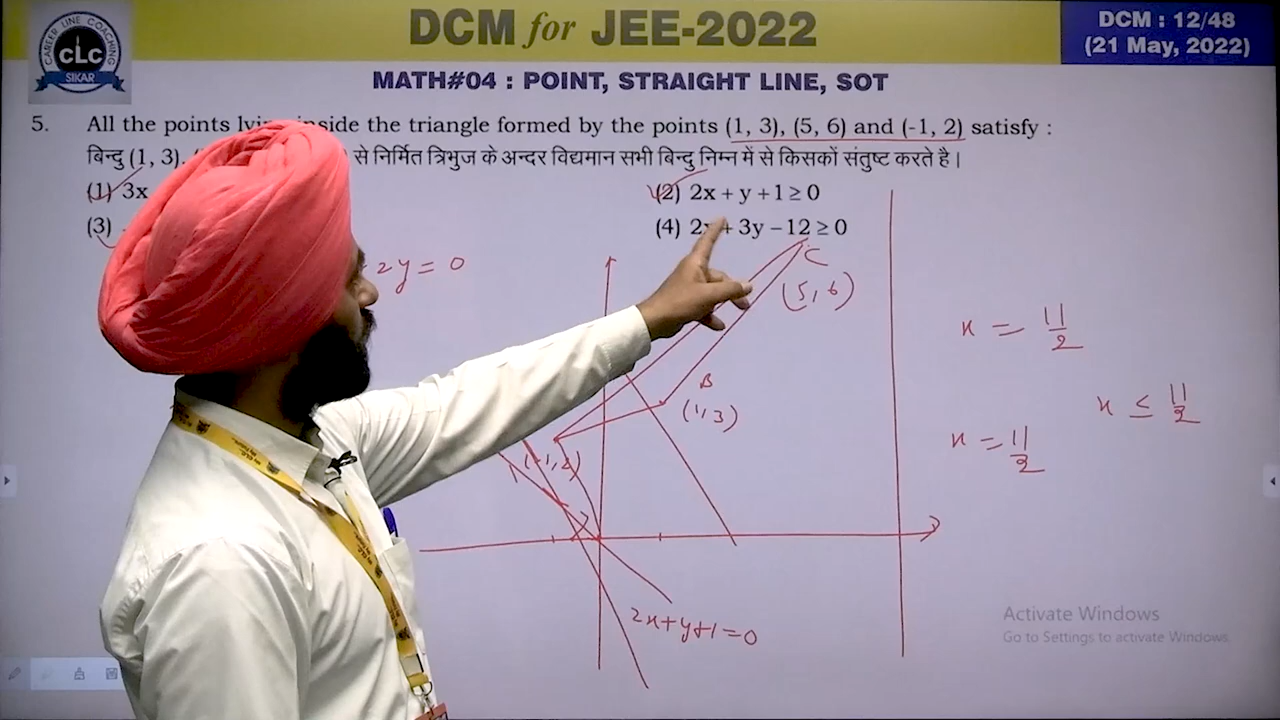 DCM for JEE-2022
DCM : 12/48
(21 May, 2022)
CAREER LINE COACHING
CLC
SIKAR
MATH#04 : POINT, STRAIGHT LINE, SOT
5. All the points lying inside the triangle formed by the points (1, 3), (5, 6) and (-1, 2) satisfy :
बिन्दु (1, 3), से निर्मित त्रिभुज के अन्दर विद्यमान सभी बिन्दु निम्न में से किसकों संतुष्ट करते है।
(1) 3x
(2) 2x + y + 1 ≥ 0
(3) -
(4) 2x + 3y – 12 ≥ 0
2y = 0
C
(5, 6)
B
(1, 3)
(-1, 2)
2x+y+1=0
x = 11/2
x ≤ 11/2
x = 11/2
Activate Windows
Go to Settings to activate Windows.